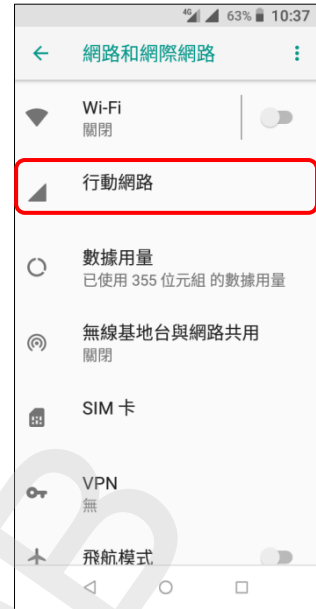 4G 63% 10:37
網路和網際網路
Wi-Fi
關閉
行動網路
數據用量
已使用 355 位元組 的數據用量
無線基地台與網路共用
關閉
SIM 卡
VPN
無
飛航模式